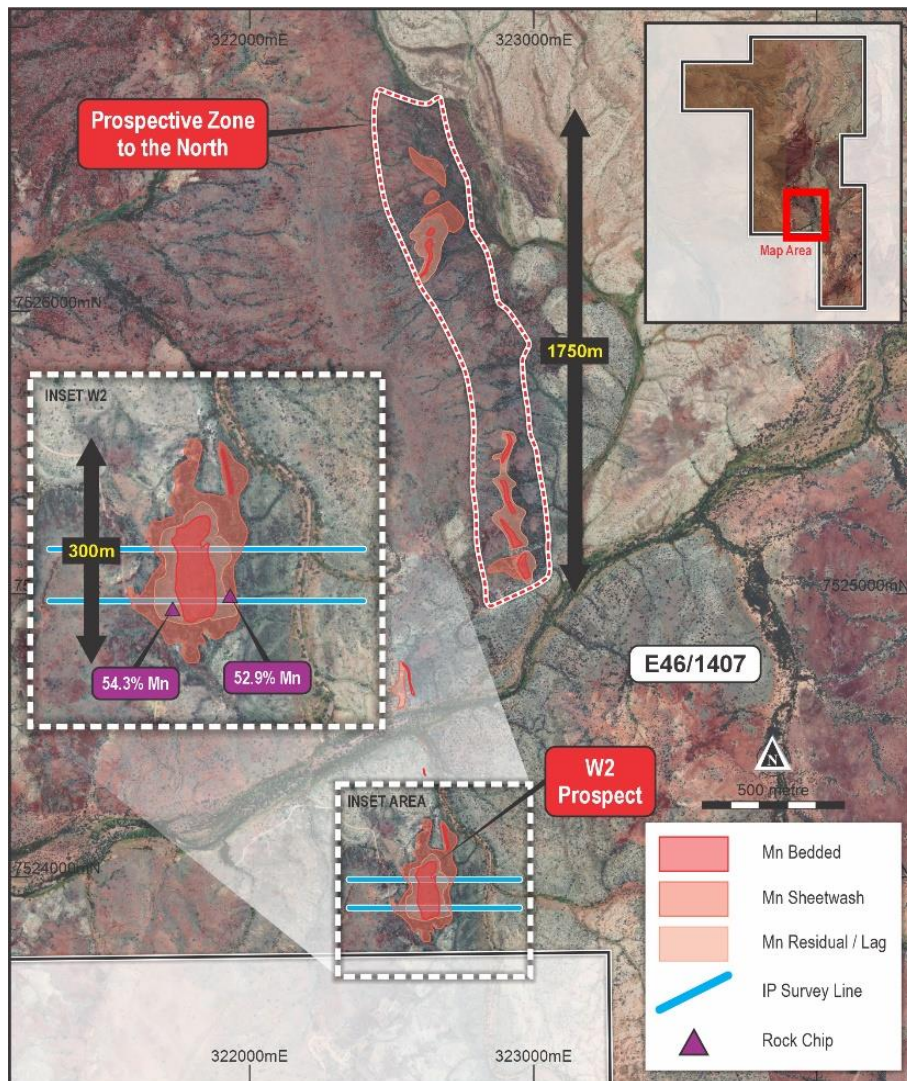 322000mE
323000mE
Prospective Zone
to the North
Map Area
7526000mN
1750m
INSET W2
300m
54.3% Mn
52.9% Mn
7525000mN
E46/1407
N
500 metre
W2
Prospect
INSET AREA
7524000mN
Mn Bedded
Mn Sheetwash
Mn Residual / Lag
IP Survey Line
Rock Chip
322000mE
323000mE